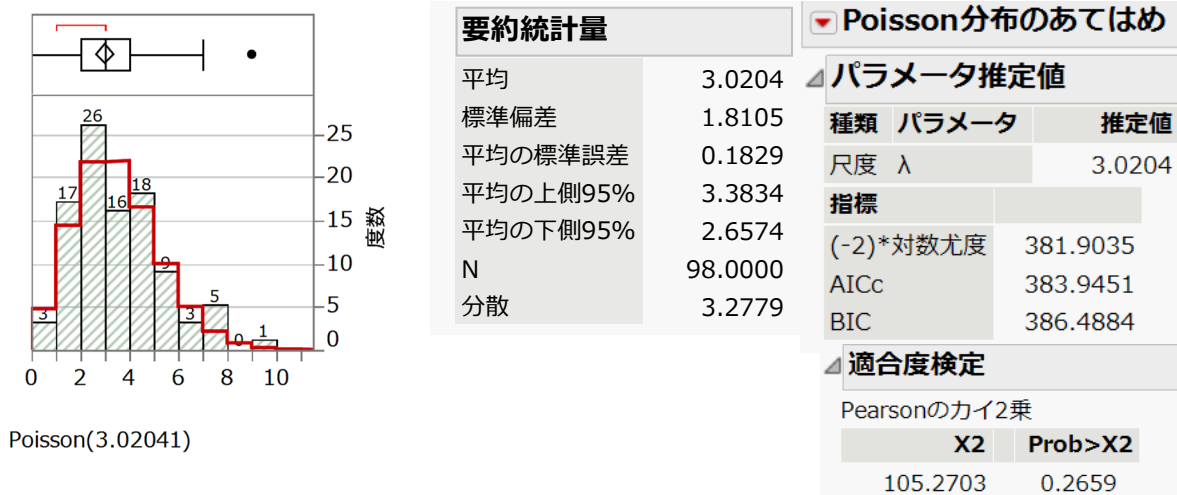 26
17
16
18
9
3
3
5
0
1
25
20
15
10
5
0
度数
0 2 4 6 8 10
Poisson(3.02041)
要約統計量
平均 3.0204
標準偏差 1.8105
平均の標準誤差 0.1829
平均の上側95% 3.3834
平均の下側95% 2.6574
N 98.0000
分散 3.2779
Poisson分布のあてはめ
パラメータ推定値
種類 パラメータ 推定値
尺度 λ 3.0204
指標
(-2)*対数尤度 381.9035
AICc 383.9451
BIC 386.4884
適合度検定
Pearsonのカイ2乗
X2 Prob>X2
105.2703 0.2659